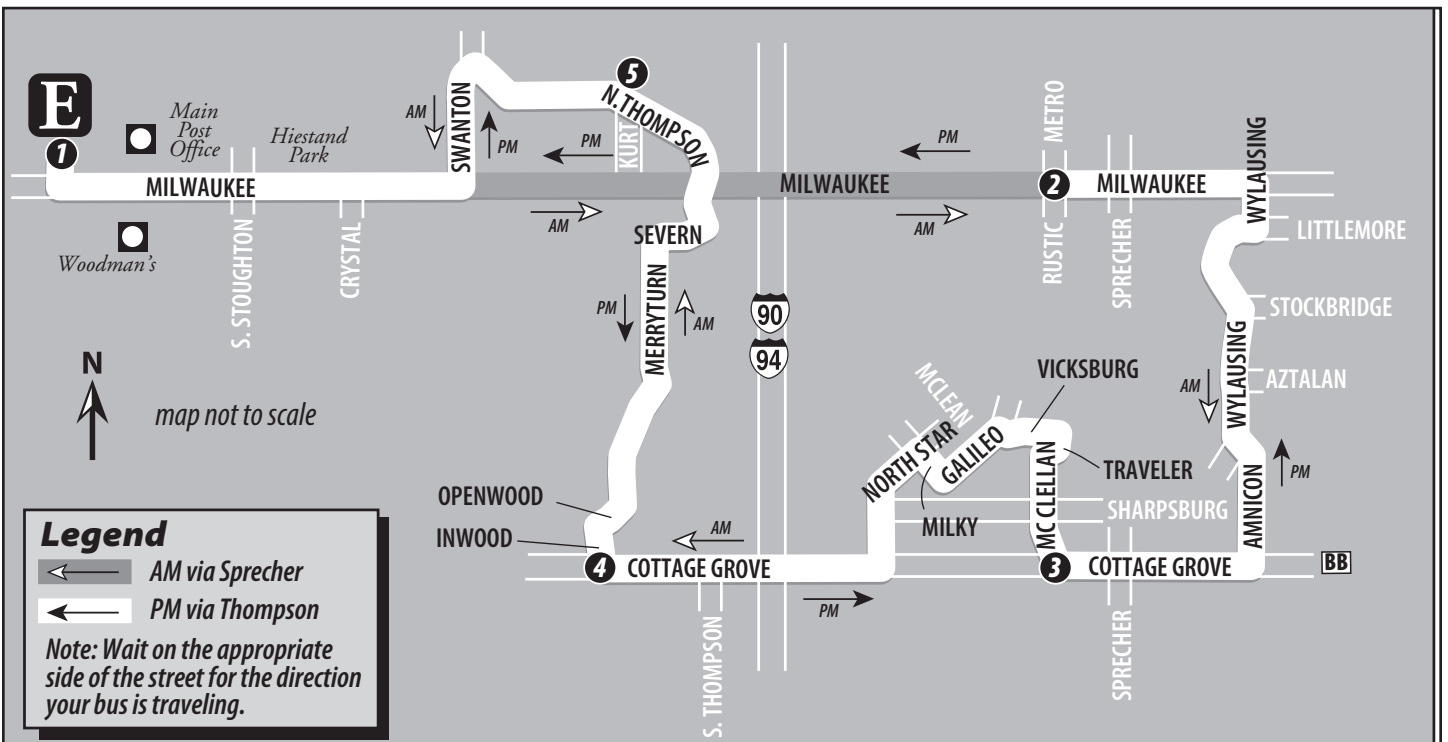 E
1
Main
Post
Office
Hiestand
Park
MILWAUKEE
Woodman's
S. STOUGHTON
CRYSTAL
AM
SWANTON
PM
5
N. THOMPSON
KURT
PM
AM
SEVERN
MERRYTURN
PM
AM
MILWAUKEE
PM
AM
90
94
METRO
2
RUSTIC
MILWAUKEE
SPRECHER
WYLAUSING
LITTLEMORE
STOCKBRIDGE
AZTALAN
WYLAUSING
AM
AMNICON
PM
VICKSBURG
MCLEAN
NORTH STAR
GALILEO
MILKY
MC CLELLAN
TRAVELER
SHARPSBURG
OPENWOOD
INWOOD
4
COTTAGE GROVE
AM
PM
S. THOMPSON
3
COTTAGE GROVE
SPRECHER
BB
N
map not to scale
Legend
AM via Sprecher
PM via Thompson
Note: Wait on the appropriate
side of the street for the direction
your bus is traveling.